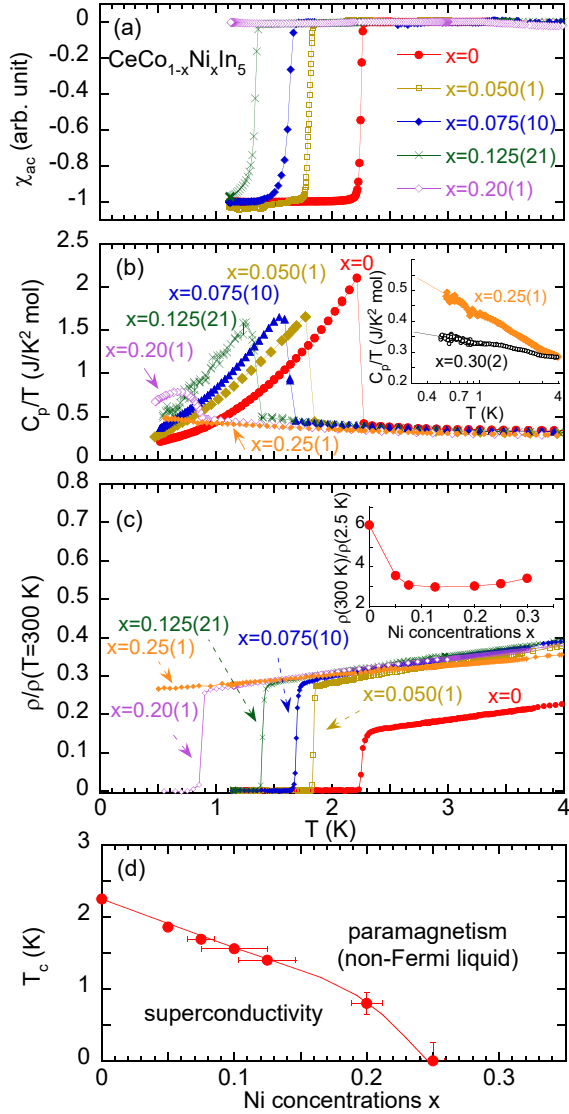 (a)
CeCo1-xNixIn5
χac (arb. unit)
0
-0.2
-0.4
-0.6
-0.8
-1
x=0
x=0.050(1)
x=0.075(10)
x=0.125(21)
x=0.20(1)
(b)
Cp/T (J/K² mol)
2.5
2
1.5
1
0.5
0
x=0.050(1)
x=0
x=0.075(10)
x=0.125(21)
x=0.20(1)
x=0.25(1)
Cp/T (J/K² mol)
0.5
0.4
0.3
0.2
x=0.25(1)
x=0.30(2)
0.4 0.7 1 4
T (K)
(c)
ρ/ρ(T=300 K)
0.8
0.7
0.6
0.5
0.4
0.3
0.2
0.1
0
ρ(300 K)/ρ(2.5 K)
6
4
2
0 0.1 0.2 0.3
Ni concentrations x
x=0.125(21)
x=0.25(1)
x=0.075(10)
x=0.20(1)
x=0.050(1)
x=0
0 1 2 3 4
T (K)
(d)
Tc (K)
3
2
1
0
paramagnetism
(non-Fermi liquid)
superconductivity
0 0.1 0.2 0.3
Ni concentrations x